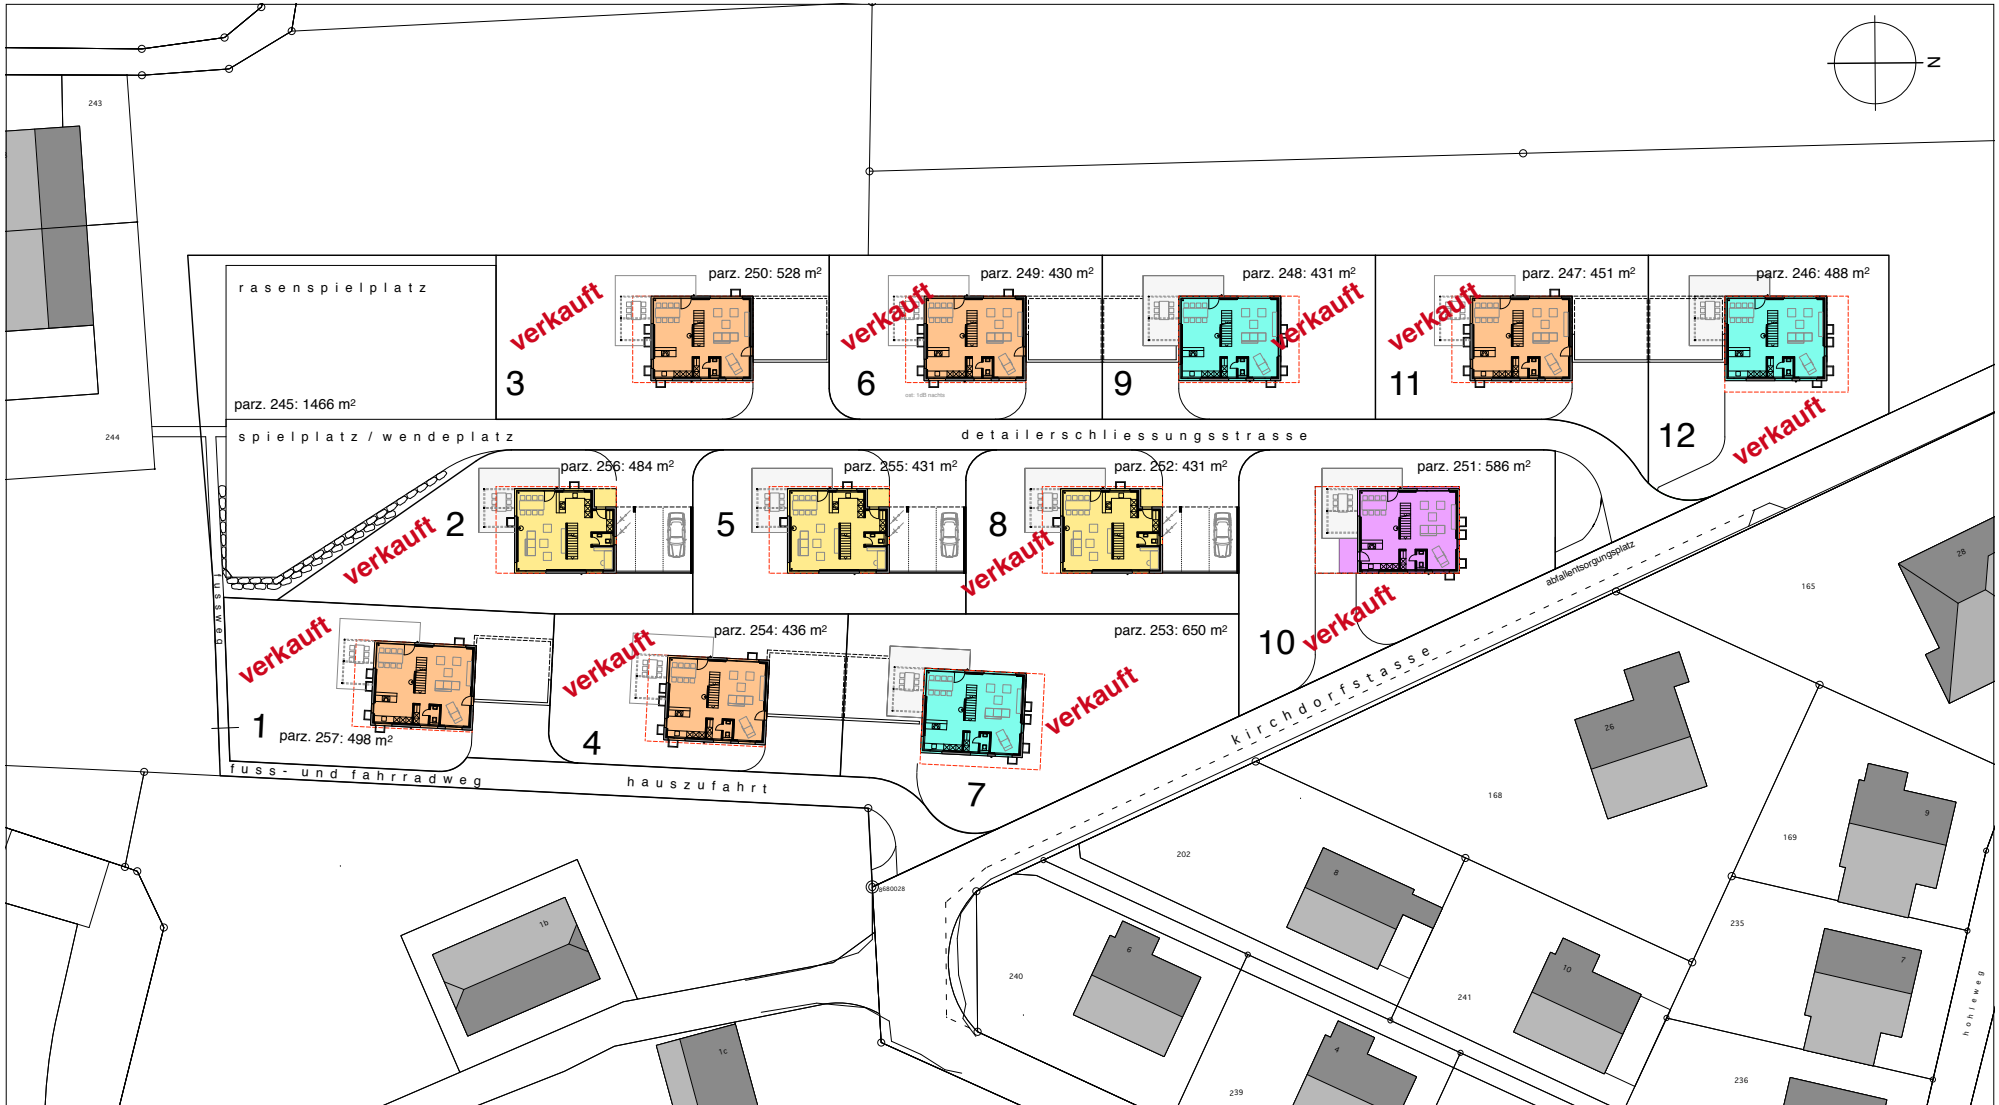 N
243
rasenspielplatz
parz. 245: 1466 m²
244
verkauft
3
parz. 250: 528 m²
verkauft
6
parz. 249: 430 m²
9
parz. 248: 431 m²
verkauft
verkauft
11
parz. 247: 451 m²
parz. 246: 488 m²
12
verkauft
spielplatz / wendeplatz
detailerschliessungsstrasse
verkauft
2
parz. 256: 484 m²
5
parz. 255: 431 m²
8
verkauft
parz. 252: 431 m²
parz. 251: 586 m²
10
verkauft
fussweg
verkauft
1
parz. 257: 498 m²
verkauft
4
parz. 254: 436 m²
parz. 253: 650 m²
verkauft
7
fuss- und fahrradweg
hauszufahrt
kirchdorfstasse
abfallentsorgungsplatz
165
28
26
168
169
9
202
8
235
7
6
10
240
241
1b
1c
4
239
236
hohleweg